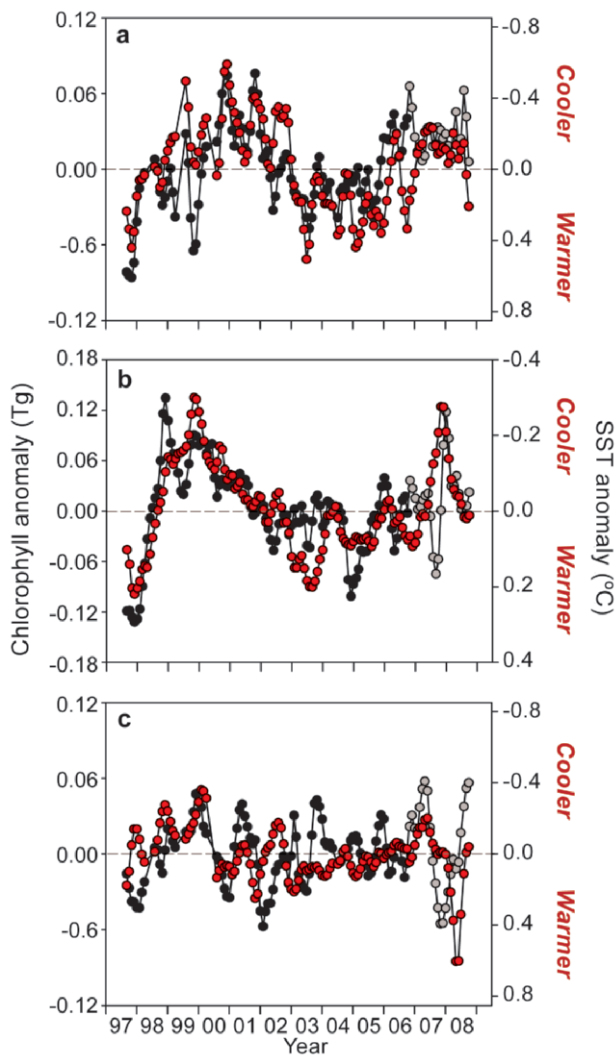 a
0.12
0.06
0.00
-0.6
-0.12
-0.8
-0.4
0.0
0.4
0.8
Cooler
Warmer
b
0.18
0.12
0.06
0.00
-0.06
-0.12
-0.18
-0.4
-0.2
0.0
0.2
0.4
Cooler
Warmer
Chlorophyll anomaly (Tg)
SST anomaly (ºC)
c
0.12
0.06
0.00
-0.6
-0.12
-0.8
-0.4
0.0
0.4
0.8
Cooler
Warmer
97 98 99 00 01 02 03 04 05 06 07 08
Year